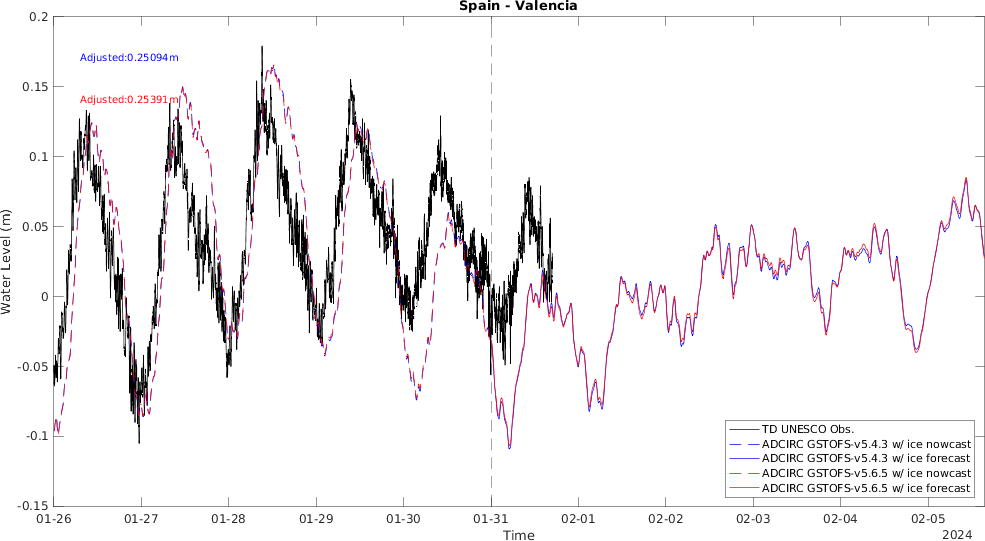 Spain - Valencia
0.2
0.15
0.1
0.05
0
-0.05
-0.1
-0.15
Water Level (m)
Adjusted:0.25094m
Adjusted:0.25391m
TD UNESCO Obs.
ADCIRC GSTOFS-v5.4.3 w/ ice nowcast
ADCIRC GSTOFS-v5.4.3 w/ ice forecast
ADCIRC GSTOFS-v5.6.5 w/ ice nowcast
ADCIRC GSTOFS-v5.6.5 w/ ice forecast
01-26 01-27 01-28 01-29 01-30 01-31 02-01 02-02 02-03 02-04 02-05
Time
2024